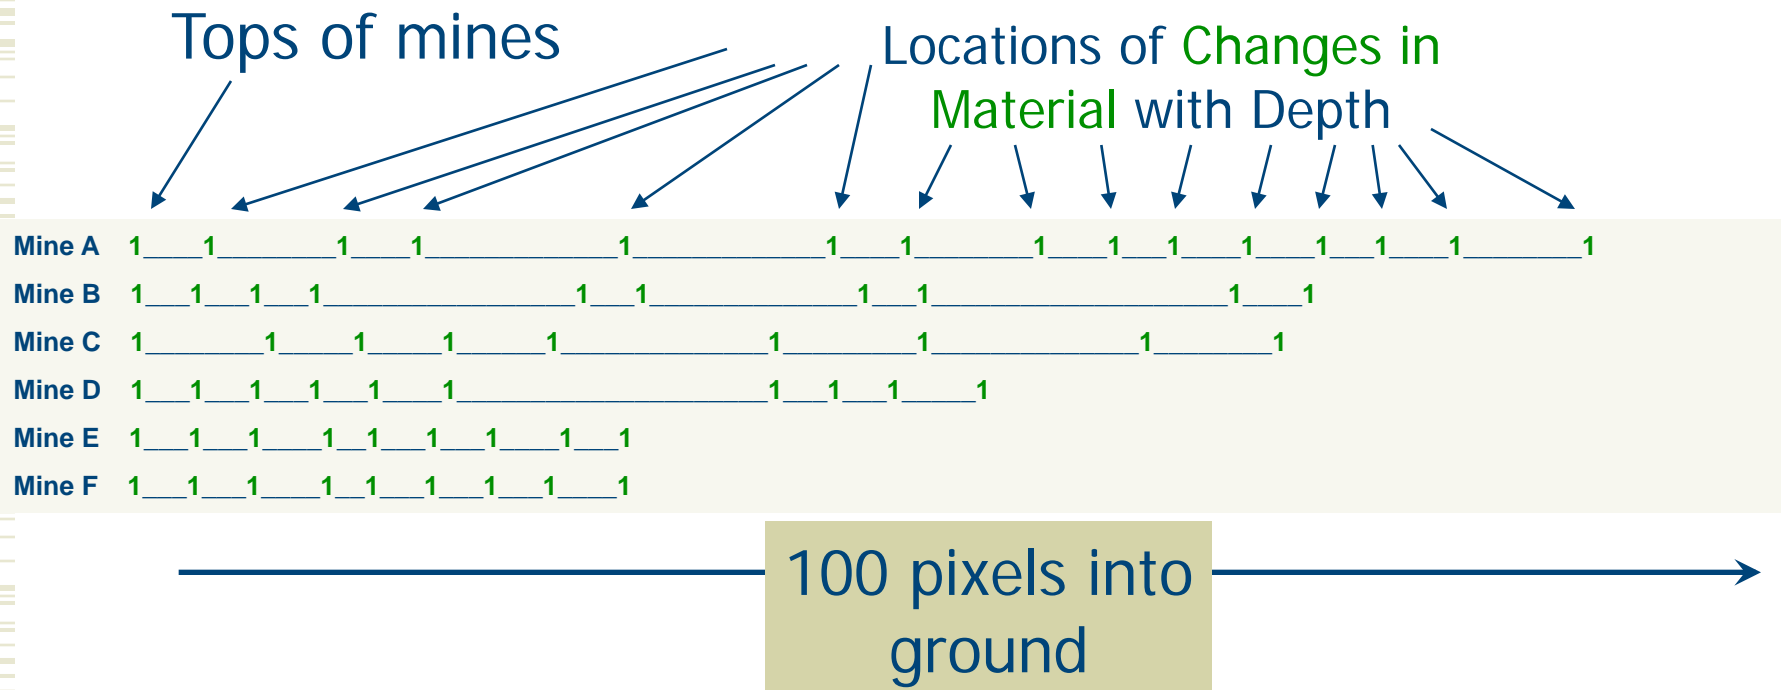 Tops of mines
Locations of Changes in
Material with Depth
Mine A 1____1________1____1_____________1_____________1____1________1____1___1____1____1___1____1________1
Mine B 1___1___1___1_________________1___1______________1___1____________________1____1
Mine C 1________1_____1_____1______1______________1_________1______________1________1
Mine D 1___1___1___1___1____1_____________________1___1___1_____1
Mine E 1___1___1____1__1___1___1____1___1
Mine F 1___1___1____1__1___1___1___1____1
100 pixels into
ground